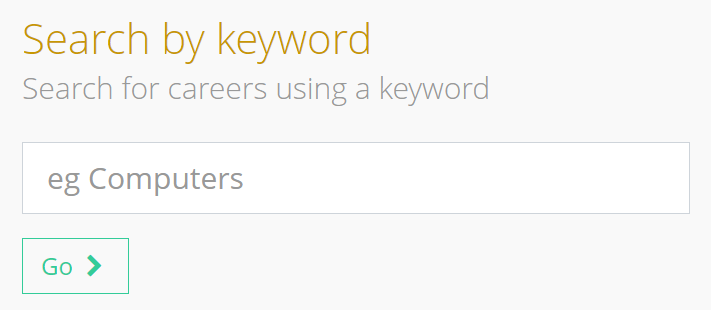 Search by keyword
Search for careers using a keyword
eg Computers
Go